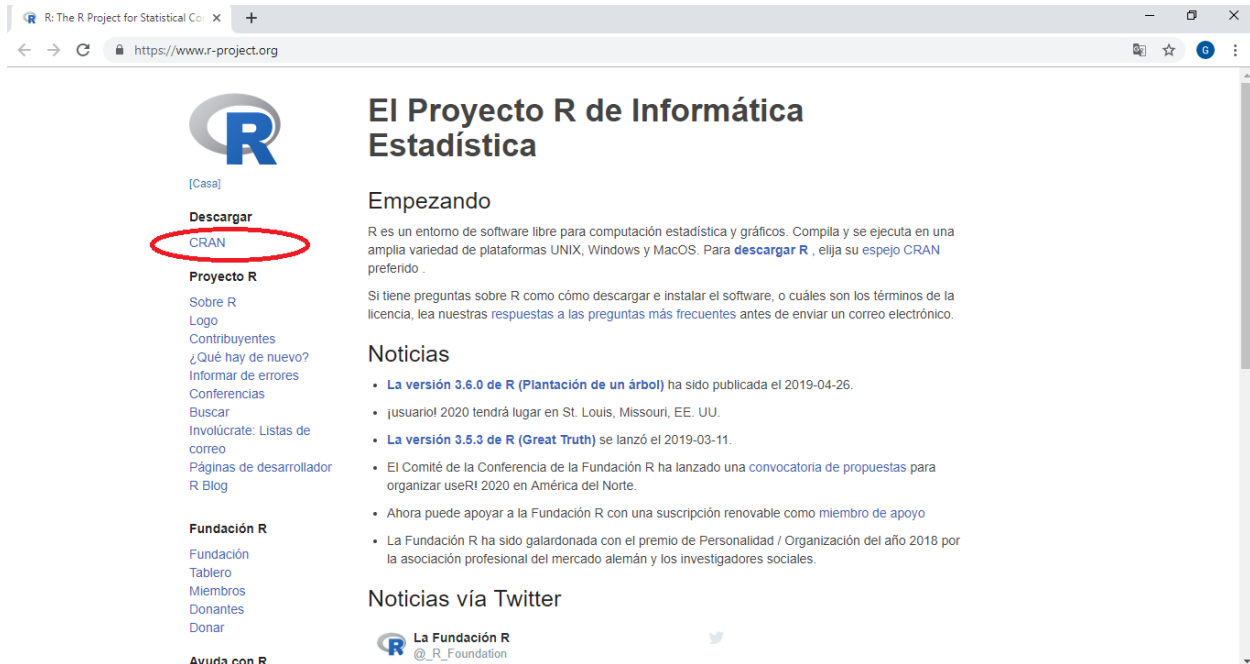 R: The R Project for Statistical Co
https://www.r-project.org
G
R
[Casa]
Descargar
CRAN
Proyecto R
Sobre R
Logo
Contribuyentes
¿Qué hay de nuevo?
Informar de errores
Conferencias
Buscar
Involúcrate: Listas de
correo
Páginas de desarrollador
R Blog
Fundación R
Fundación
Tablero
Miembros
Donantes
Donar
Ayuda con R
El Proyecto R de Informática
Estadística
Empezando
R es un entorno de software libre para computación estadística y gráficos. Compila y se ejecuta en una
amplia variedad de plataformas UNIX, Windows y MacOS. Para descargar R , elija su espejo CRAN
preferido .
Si tiene preguntas sobre R como cómo descargar e instalar el software, o cuáles son los términos de la
licencia, lea nuestras respuestas a las preguntas más frecuentes antes de enviar un correo electrónico.
Noticias
• La versión 3.6.0 de R (Plantación de un árbol) ha sido publicada el 2019-04-26.
• ¡usuario! 2020 tendrá lugar en St. Louis, Missouri, EE. UU.
• La versión 3.5.3 de R (Great Truth) se lanzó el 2019-03-11.
• El Comité de la Conferencia de la Fundación R ha lanzado una convocatoria de propuestas para
organizar useR! 2020 en América del Norte.
• Ahora puede apoyar a la Fundación R con una suscripción renovable como miembro de apoyo
• La Fundación R ha sido galardonada con el premio de Personalidad / Organización del año 2018 por
la asociación profesional del mercado alemán y los investigadores sociales.
Noticias vía Twitter
R
La Fundación R
@_R_Foundation